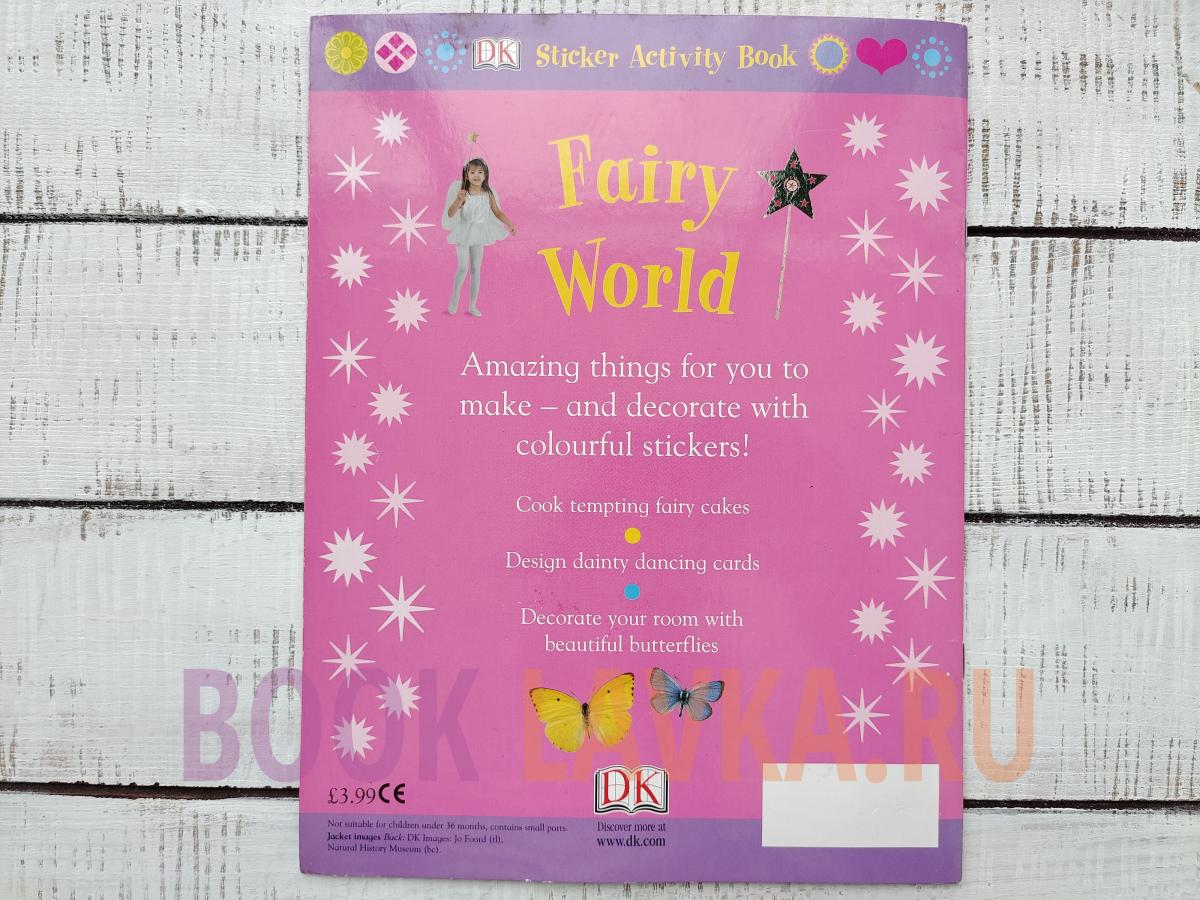 DK Sticker Activity Book
Fairy
World
Amazing things for you to
make – and decorate with
colourful stickers!
Cook tempting fairy cakes
Design dainty dancing cards
Decorate your room with
beautiful butterflies
BOOK LAVKA.RU
£3.99 CE
DK
Not suitable for children under 36 months, contains small parts.
Jacket images Back: DK Images: Jo Foord (tl),
Natural History Museum (bc).
Discover more at
www.dk.com